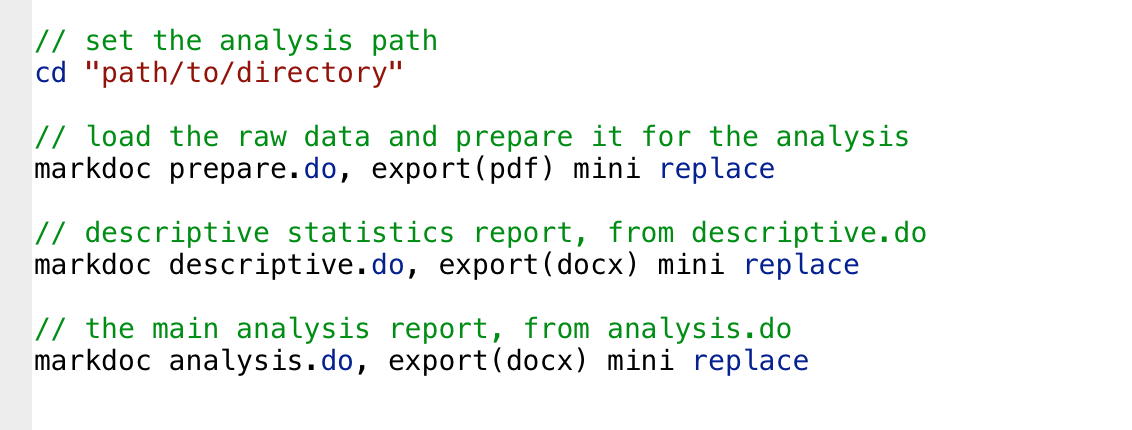 // set the analysis path
cd "path/to/directory"
// load the raw data and prepare it for the analysis
markdoc prepare.do, export(pdf) mini replace
// descriptive statistics report, from descriptive.do
markdoc descriptive.do, export(docx) mini replace
// the main analysis report, from analysis.do
markdoc analysis.do, export(docx) mini replace